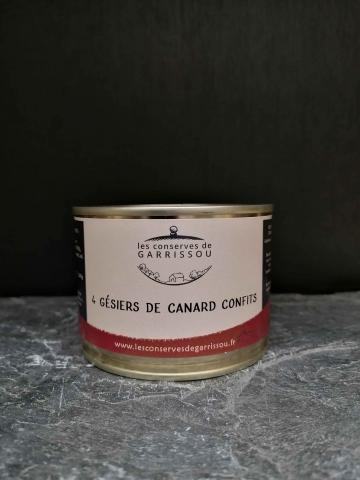 les conserves de
GARRISSOU
4 GÉSIERS DE CANARD CONFITS
www.lesconservesdegarrissou.fr